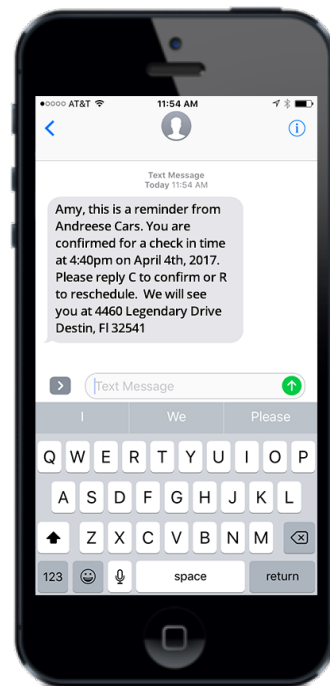 AT&T 11:54 AM
Text Message
Today 11:54 AM
Amy, this is a reminder from
Andreese Cars. You are
confirmed for a check in time
at 4:40pm on April 4th, 2017.
Please reply C to confirm or R
to reschedule. We will see
you at 4460 Legendary Drive
Destin, Fl 32541
Text Message
I We Please
Q W E R T Y U I O P
A S D F G H J K L
Z X C V B N M
123 space return